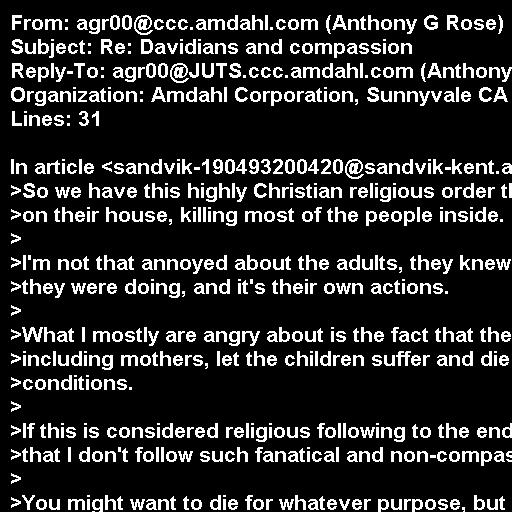 From: agr00@ccc.amdahl.com (Anthony G Rose)
Subject: Re: Davidians and compassion
Reply-To: agr00@JUTS.ccc.amdahl.com (Anthony
Organization: Amdahl Corporation, Sunnyvale CA
Lines: 31

In article <sandvik-190493200420@sandvik-kent.a
>So we have this highly Christian religious order th
>on their house, killing most of the people inside.
>
>I'm not that annoyed about the adults, they knew
>they were doing, and it's their own actions.
>
>What I mostly are angry about is the fact that the
>including mothers, let the children suffer and die
>conditions.
>
>If this is considered religious following to the end
>that I don't follow such fanatical and non-compas
>
>You might want to die for whatever purpose, but